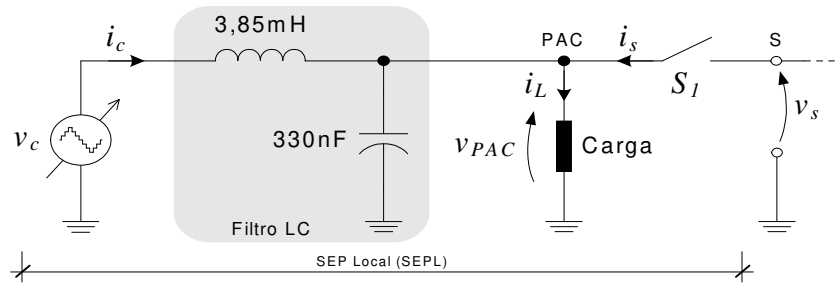 3,85mH
i_c
PAC
i_s
S
i_L
S_1
v_s
v_c
330nF
v_PAC
Carga
Filtro LC
SEP Local (SEPL)